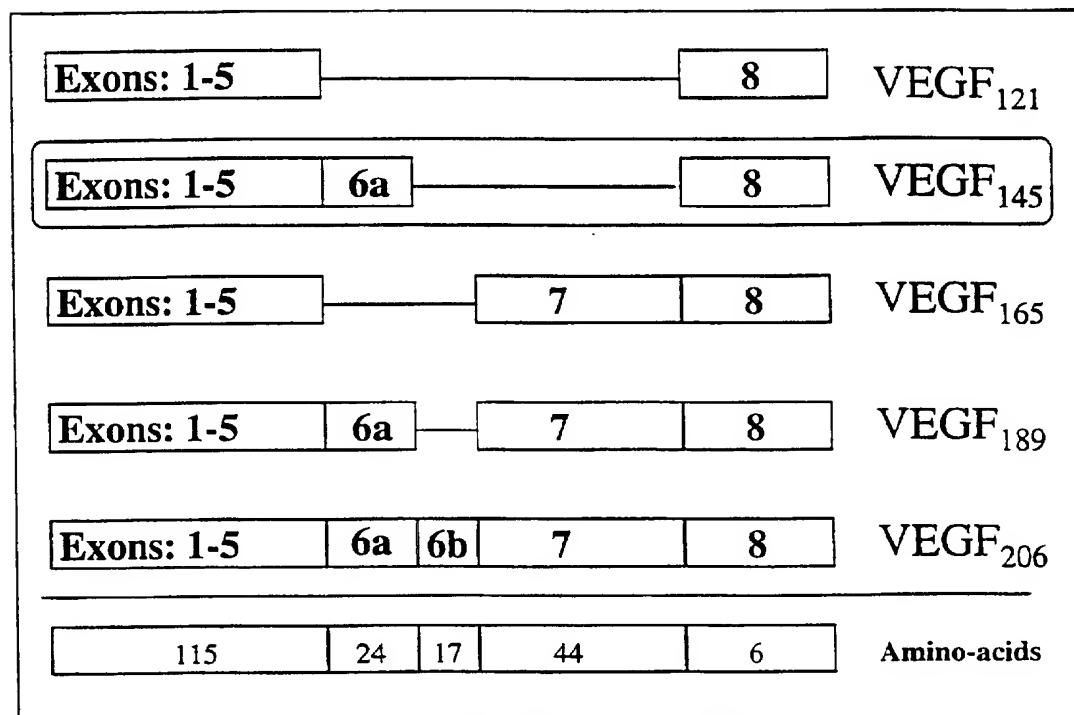 Exons: 1-5 8 VEGF121
Exons: 1-5 6a 8 VEGF145
Exons: 1-5 7 8 VEGF165
Exons: 1-5 6a 7 8 VEGF189
Exons: 1-5 6a 6b 7 8 VEGF206
115 24 17 44 6 Amino-acids